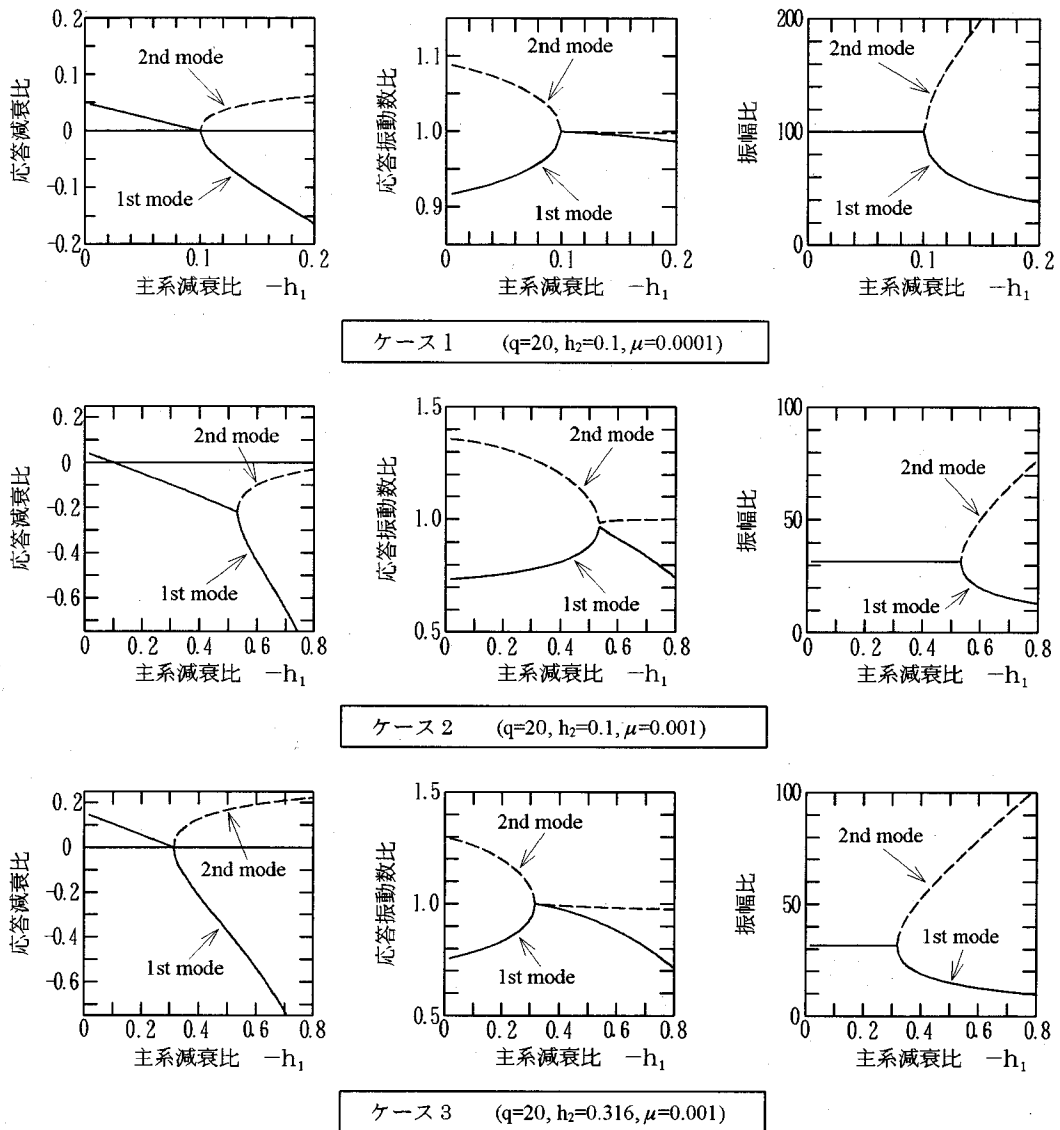 応答減衰比
0.2
0.1
0
-0.1
-0.2
2nd mode
1st mode
0
0.1
0.2
主系減衰比 －h₁
応答振動数比
1.1
1.0
0.9
2nd mode
1st mode
0
0.1
0.2
主系減衰比 －h₁
振幅比
200
100
0
2nd mode
1st mode
0
0.1
0.2
主系減衰比 －h₁
ケース1 (q=20, h₂=0.1, μ=0.0001)
応答減衰比
0.2
0
-0.2
-0.4
-0.6
2nd mode
1st mode
0 0.2 0.4 0.6 0.8
主系減衰比 －h₁
応答振動数比
1.5
1.0
0.5
2nd mode
1st mode
0 0.2 0.4 0.6 0.8
主系減衰比 －h₁
振幅比
100
50
0
2nd mode
1st mode
0 0.2 0.4 0.6 0.8
主系減衰比 －h₁
ケース2 (q=20, h₂=0.1, μ=0.001)
応答減衰比
0.2
0
-0.2
-0.4
-0.6
2nd mode
1st mode
0 0.2 0.4 0.6 0.8
主系減衰比 －h₁
応答振動数比
1.5
1.0
0.5
2nd mode
1st mode
0 0.2 0.4 0.6 0.8
主系減衰比 －h₁
振幅比
100
50
0
2nd mode
1st mode
0 0.2 0.4 0.6 0.8
主系減衰比 －h₁
ケース3 (q=20, h₂=0.316, μ=0.001)